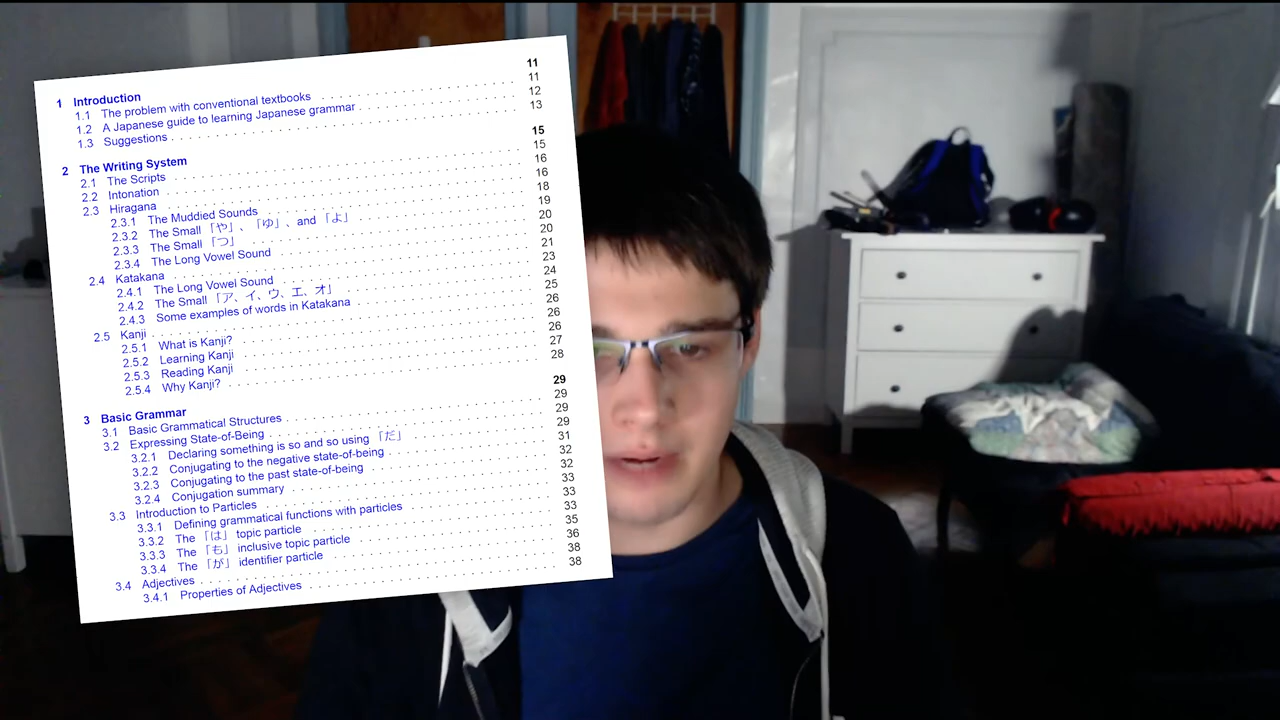 1 Introduction 11
1.1 The problem with conventional textbooks 11
1.2 A Japanese guide to learning Japanese grammar 12
1.3 Suggestions 13
2 The Writing System 15
2.1 The Scripts 15
2.2 Intonation 16
2.3 Hiragana 16
2.3.1 The Muddied Sounds 18
2.3.2 The Small 「や」、「ゆ」、and 「よ」 19
2.3.3 The Small 「つ」 20
2.3.4 The Long Vowel Sound 20
2.4 Katakana 21
2.4.1 The Long Vowel Sound 23
2.4.2 The Small 「ア、イ、ウ、エ、オ」 24
2.4.3 Some examples of words in Katakana 25
2.5 Kanji 26
2.5.1 What is Kanji? 26
2.5.2 Learning Kanji 26
2.5.3 Reading Kanji 27
2.5.4 Why Kanji? 28
3 Basic Grammar 29
3.1 Basic Grammatical Structures 29
3.2 Expressing State-of-Being 29
3.2.1 Declaring something is so and so using 「だ」 29
3.2.2 Conjugating to the negative state-of-being 31
3.2.3 Conjugating to the past state-of-being 32
3.2.4 Conjugation summary 32
3.3 Introduction to Particles 33
3.3.1 Defining grammatical functions with particles 33
3.3.2 The 「は」 topic particle 33
3.3.3 The 「も」 inclusive topic particle 35
3.3.4 The 「が」 identifier particle 36
3.4 Adjectives 38
3.4.1 Properties of Adjectives 38